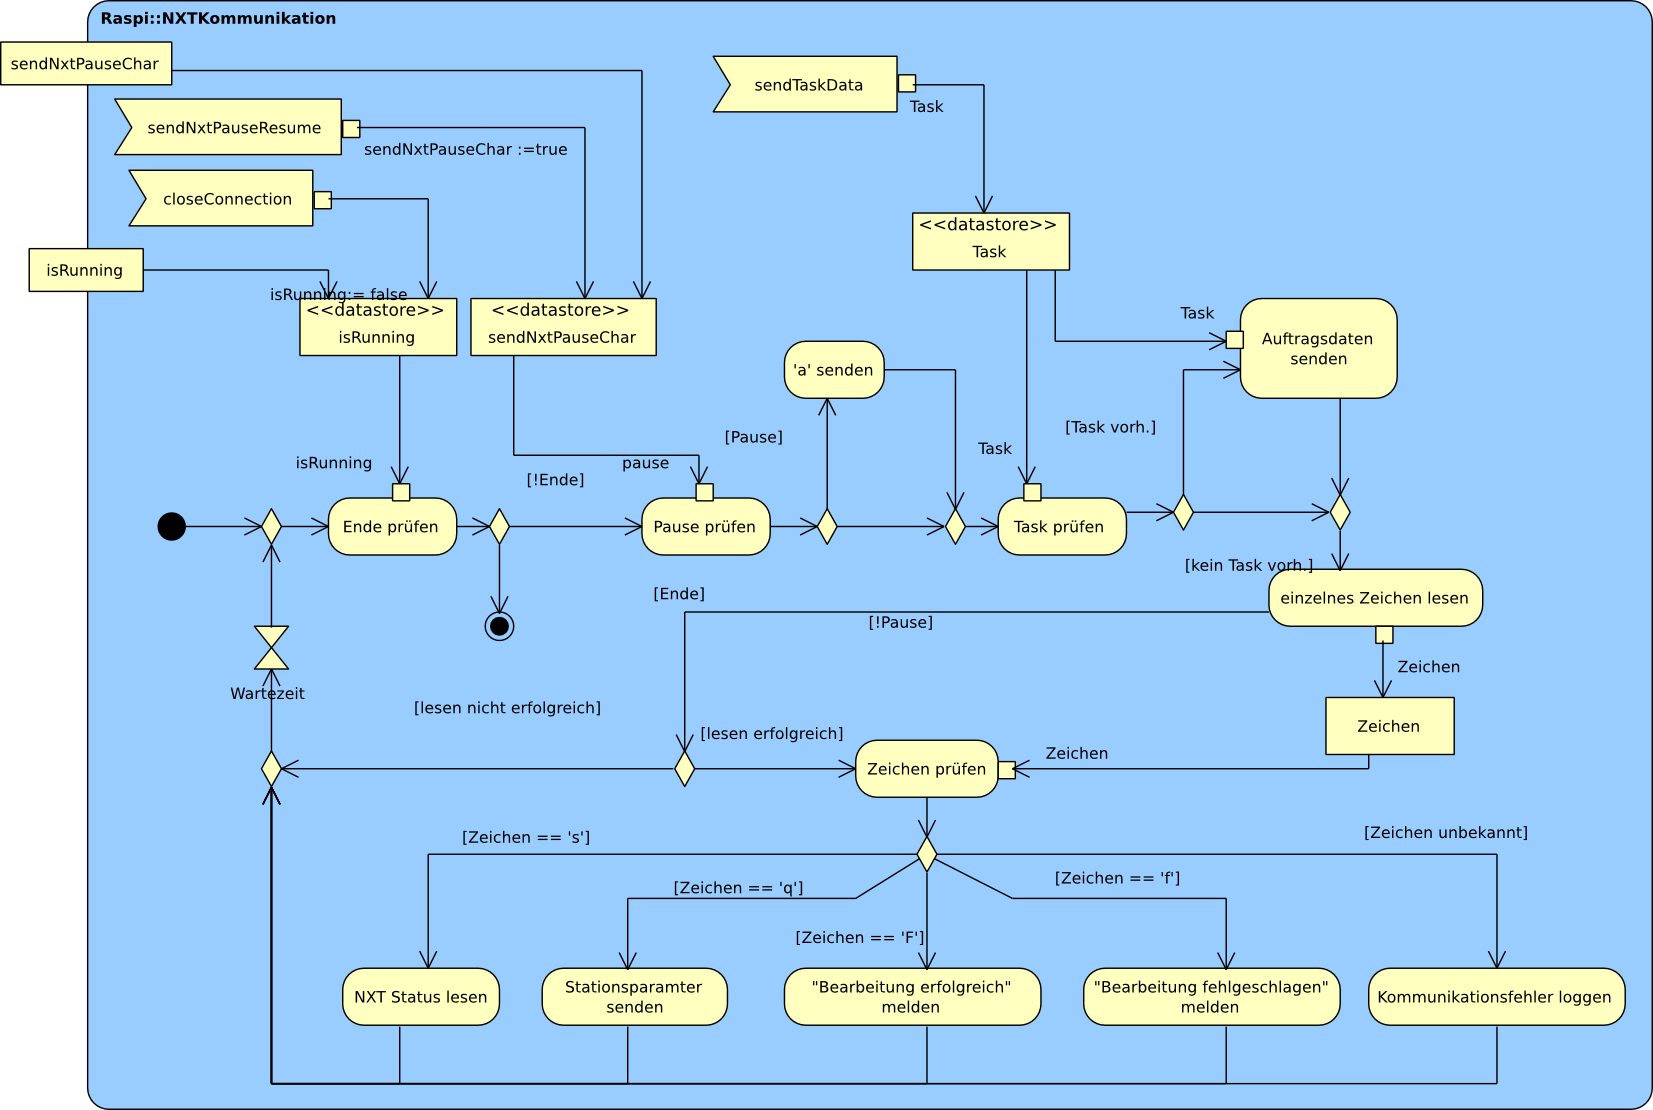 Raspi::NXTKommunikation
sendNxtPauseChar
sendTaskData
Task
sendNxtPauseResume
sendNxtPauseChar :=true
closeConnection
<<datastore>>
Task
isRunning
isRunning:= false
<<datastore>>
isRunning
<<datastore>>
sendNxtPauseChar
Task
Auftragsdaten
senden
'a' senden
[Pause]
[Task vorh.]
Task
isRunning
pause
[!Ende]
Ende prüfen
Pause prüfen
Task prüfen
[kein Task vorh.]
[Ende]
einzelnes Zeichen lesen
[!Pause]
Zeichen
Wartezeit
[lesen nicht erfolgreich]
[lesen erfolgreich]
Zeichen
Zeichen
Zeichen prüfen
[Zeichen == 's']
[Zeichen unbekannt]
[Zeichen == 'q']
[Zeichen == 'f']
[Zeichen == 'F']
NXT Status lesen
Stationsparamter
senden
"Bearbeitung erfolgreich"
melden
"Bearbeitung fehlgeschlagen"
melden
Kommunikationsfehler loggen